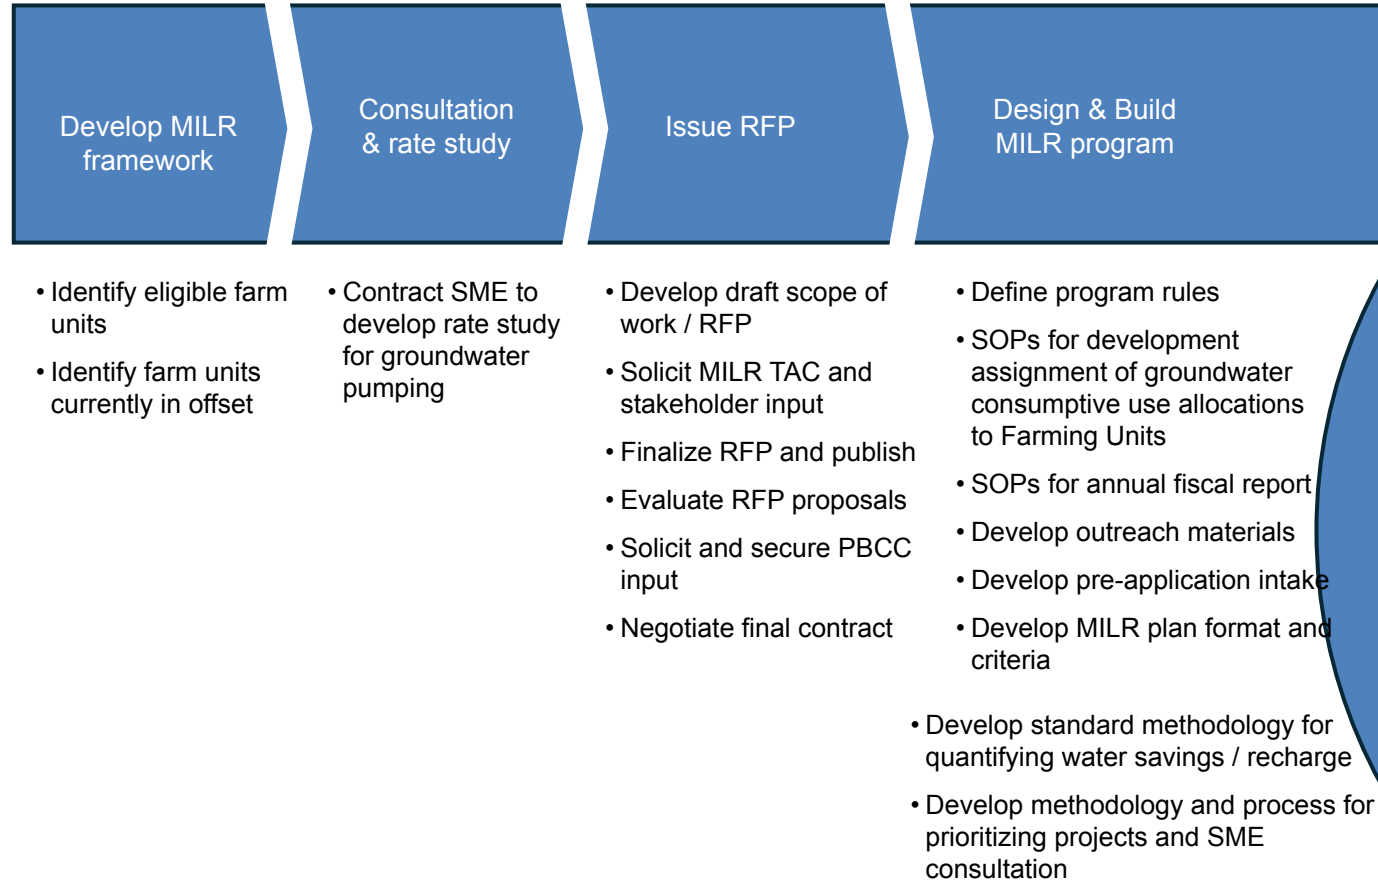 Develop MILR
framework
Consultation
& rate study
Issue RFP
Design & Build
MILR program
• Identify eligible farm
units
• Identify farm units
currently in offset
• Contract SME to
develop rate study
for groundwater
pumping
• Develop draft scope of
work / RFP
• Solicit MILR TAC and
stakeholder input
• Finalize RFP and publish
• Evaluate RFP proposals
• Solicit and secure PBCC
input
• Negotiate final contract
• Define program rules
• SOPs for development
assignment of groundwater
consumptive use allocations
to Farming Units
• SOPs for annual fiscal report
• Develop outreach materials
• Develop pre-application intake
• Develop MILR plan format and
criteria
• Develop standard methodology for
quantifying water savings / recharge
• Develop methodology and process for
prioritizing projects and SME
consultation